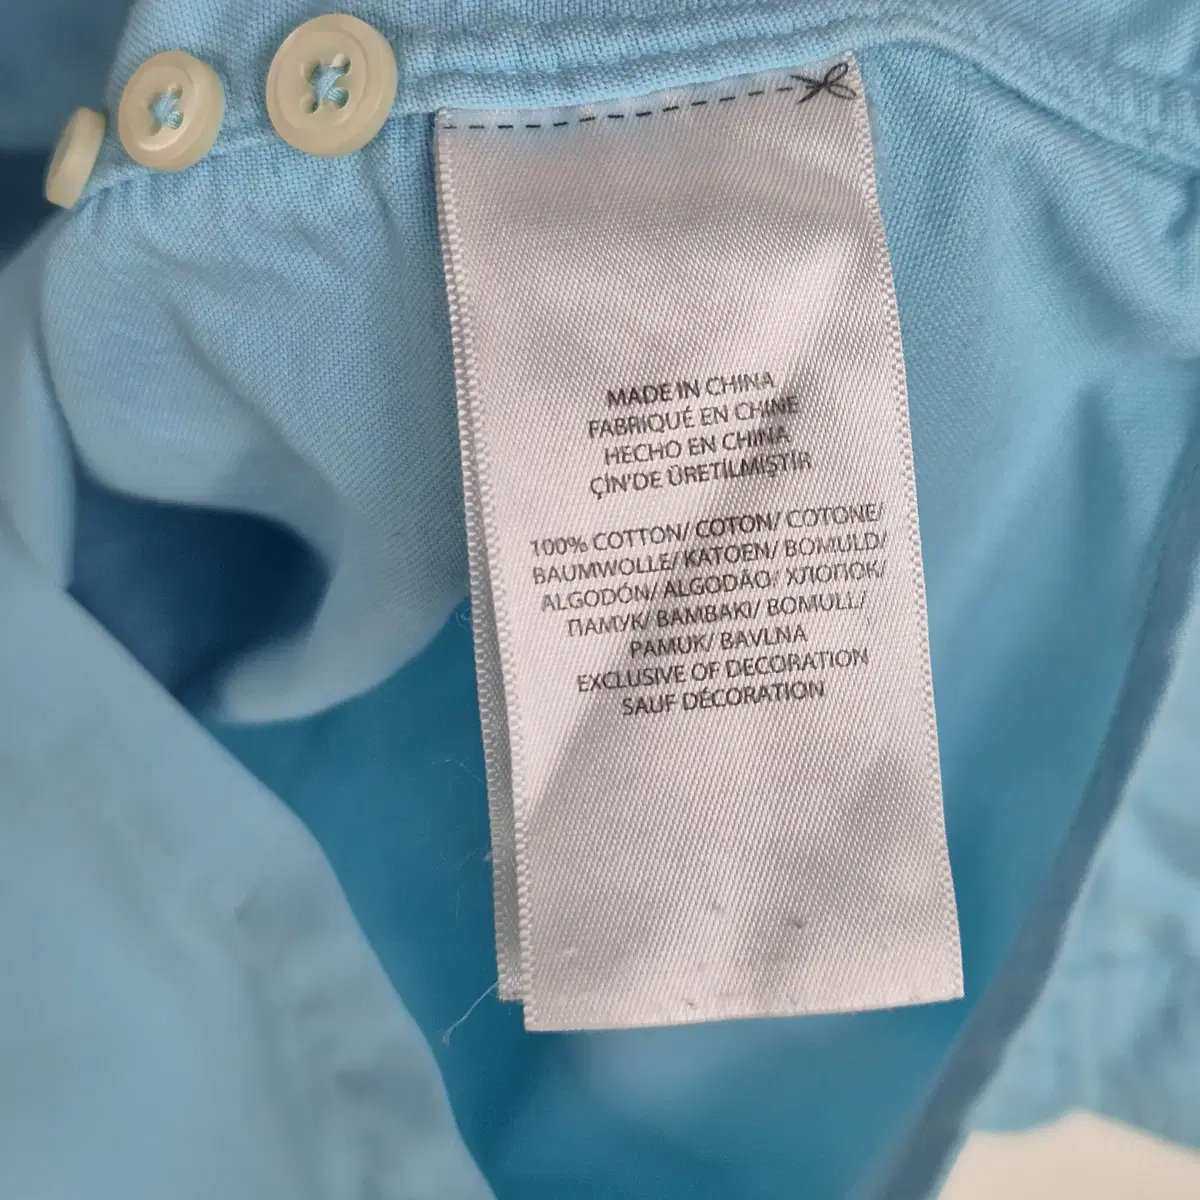 MADE IN CHINA
FABRIQUÉ EN CHINE
HECHO EN CHINA
ÇİN'DE ÜRETİLMİŞTİR
100% COTTON/ COTON/ COTONE/
BAUMWOLLE/ KATOEN/ BOMULD/
ALGODÓN/ ALGODÃO/ ХЛОПОК/
ПАМУК/ BAMBAKI/ BOMULL/
PAMUK/ BAVLNA
EXCLUSIVE OF DECORATION
SAUF DÉCORATION